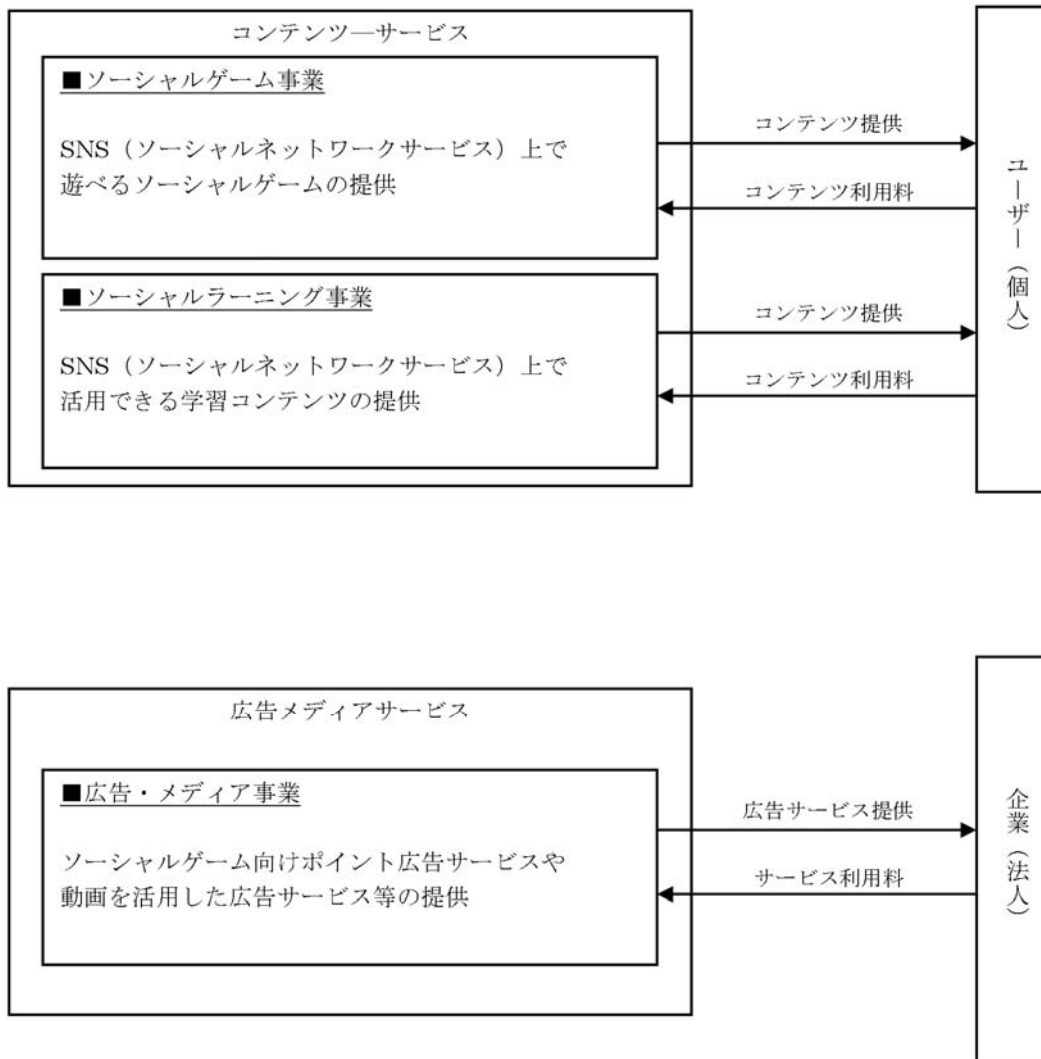 コンテンツ―サービス
■ソーシャルゲーム事業
SNS（ソーシャルネットワークサービス）上で
遊べるソーシャルゲームの提供
コンテンツ提供
コンテンツ利用料
■ソーシャルラーニング事業
SNS（ソーシャルネットワークサービス）上で
活用できる学習コンテンツの提供
コンテンツ提供
コンテンツ利用料
ユーザー（個人）
広告メディアサービス
■広告・メディア事業
ソーシャルゲーム向けポイント広告サービスや
動画を活用した広告サービス等の提供
広告サービス提供
サービス利用料
企業（法人）